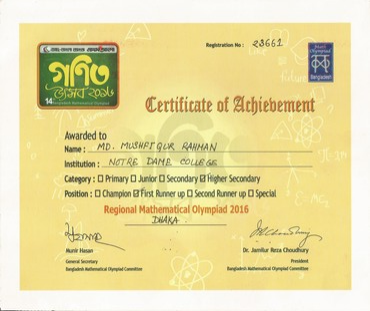 Registration No : 23661
গণিত
উৎসব ২০১৬
14
Bangladesh Mathematical Olympiad
Bangladesh
Certificate of Achievement
Awarded to
Name : MD. MUSHFIQUR RAHMAN
Institution : NOTRE DAME COLLEGE
Category : ☐ Primary ☐ Junior ☐ Secondary ☑ Higher Secondary
Position : ☐ Champion ☑ First Runner up ☐ Second Runner up ☐ Special
Regional Mathematical Olympiad 2016
DHAKA
Munir Hasan
Dr. Jamilur Reza Choudhury
General Secretary
President
Bangladesh Mathematical Olympiad Committee
Bangladesh Mathematical Olympiad Committee